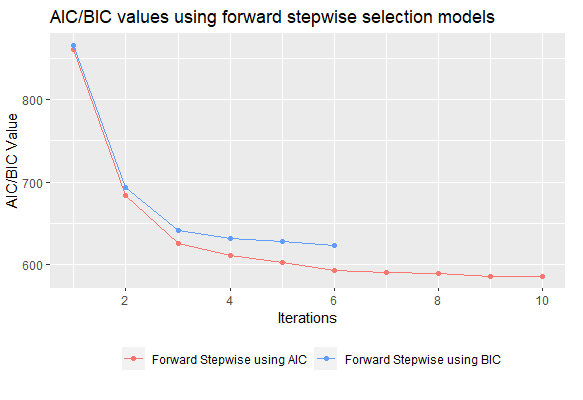 AIC/BIC values using forward stepwise selection models
AIC/BIC Value
800
700
600
2 4 6 8 10
Iterations
Forward Stepwise using AIC Forward Stepwise using BIC